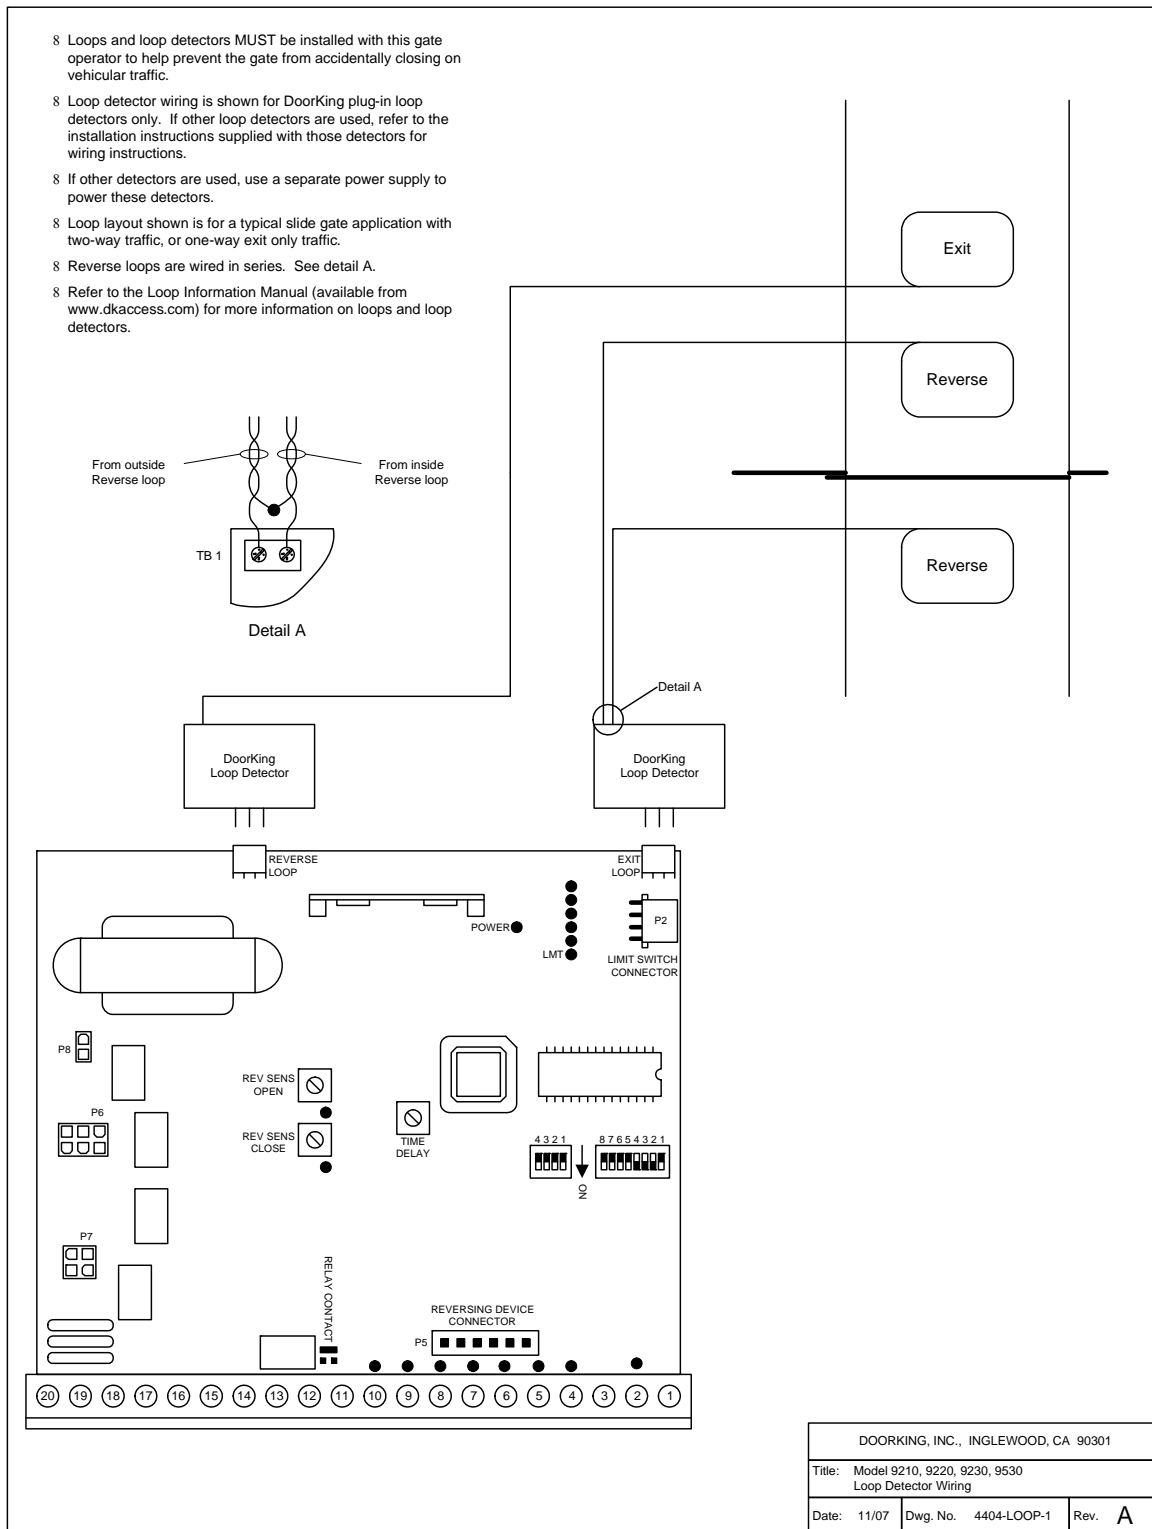 8 Loops and loop detectors MUST be installed with this gate
operator to help prevent the gate from accidentally closing on
vehicular traffic.
8 Loop detector wiring is shown for DoorKing plug-in loop
detectors only. If other loop detectors are used, refer to the
installation instructions supplied with those detectors for
wiring instructions.
8 If other detectors are used, use a separate power supply to
power these detectors.
8 Loop layout shown is for a typical slide gate application with
two-way traffic, or one-way exit only traffic.
8 Reverse loops are wired in series. See detail A.
8 Refer to the Loop Information Manual (available from
www.dkaccess.com) for more information on loops and loop
detectors.
Exit
Reverse
Reverse
From outside
Reverse loop
From inside
Reverse loop
TB 1
Detail A
Detail A
DoorKing
Loop Detector
DoorKing
Loop Detector
REVERSE
LOOP
EXIT
LOOP
POWER
LMT
P2
LIMIT SWITCH
CONNECTOR
P8
REV SENS
OPEN
P6
REV SENS
CLOSE
TIME
DELAY
4 3 2 1
8 7 6 5 4 3 2 1
ON
P7
RELAY CONTACT
REVERSING DEVICE
CONNECTOR
P5
20 19 18 17 16 15 14 13 12 11 10 9 8 7 6 5 4 3 2 1
DOORKING, INC., INGLEWOOD, CA 90301
Title: Model 9210, 9220, 9230, 9530
Loop Detector Wiring
Date: 11/07 Dwg. No. 4404-LOOP-1 Rev. A